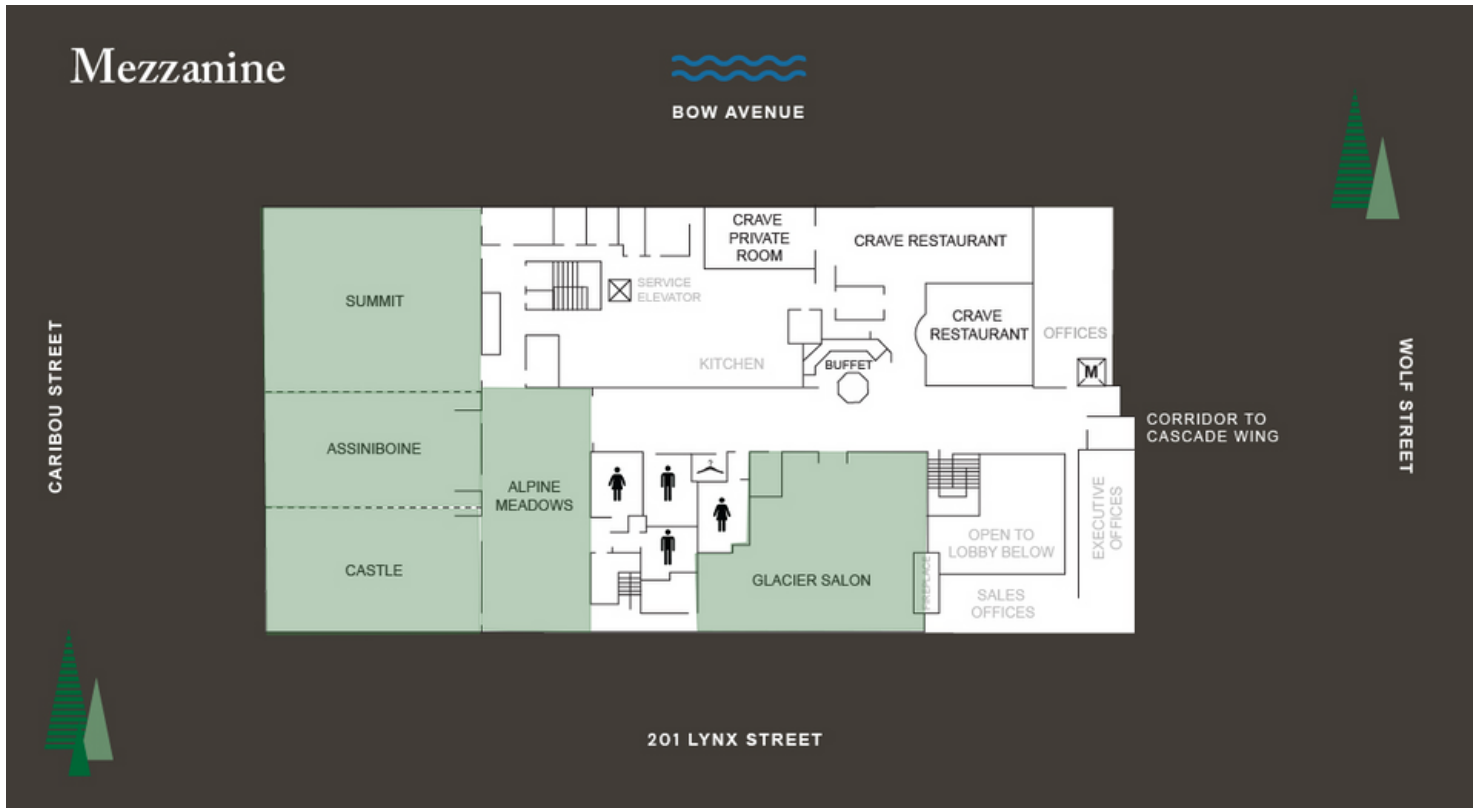 Mezzanine
BOW AVENUE
CRAVE
PRIVATE
ROOM
CRAVE RESTAURANT
SUMMIT
SERVICE
ELEVATOR
CRAVE
RESTAURANT
OFFICES
KITCHEN
BUFFET
M
CARIBOU STREET
WOLF STREET
CORRIDOR TO
CASCADE WING
ASSINIBOINE
ALPINE
MEADOWS
EXECUTIVE
OFFICES
OPEN TO
LOBBY BELOW
CASTLE
GLACIER SALON
FIREPLACE
SALES
OFFICES
201 LYNX STREET